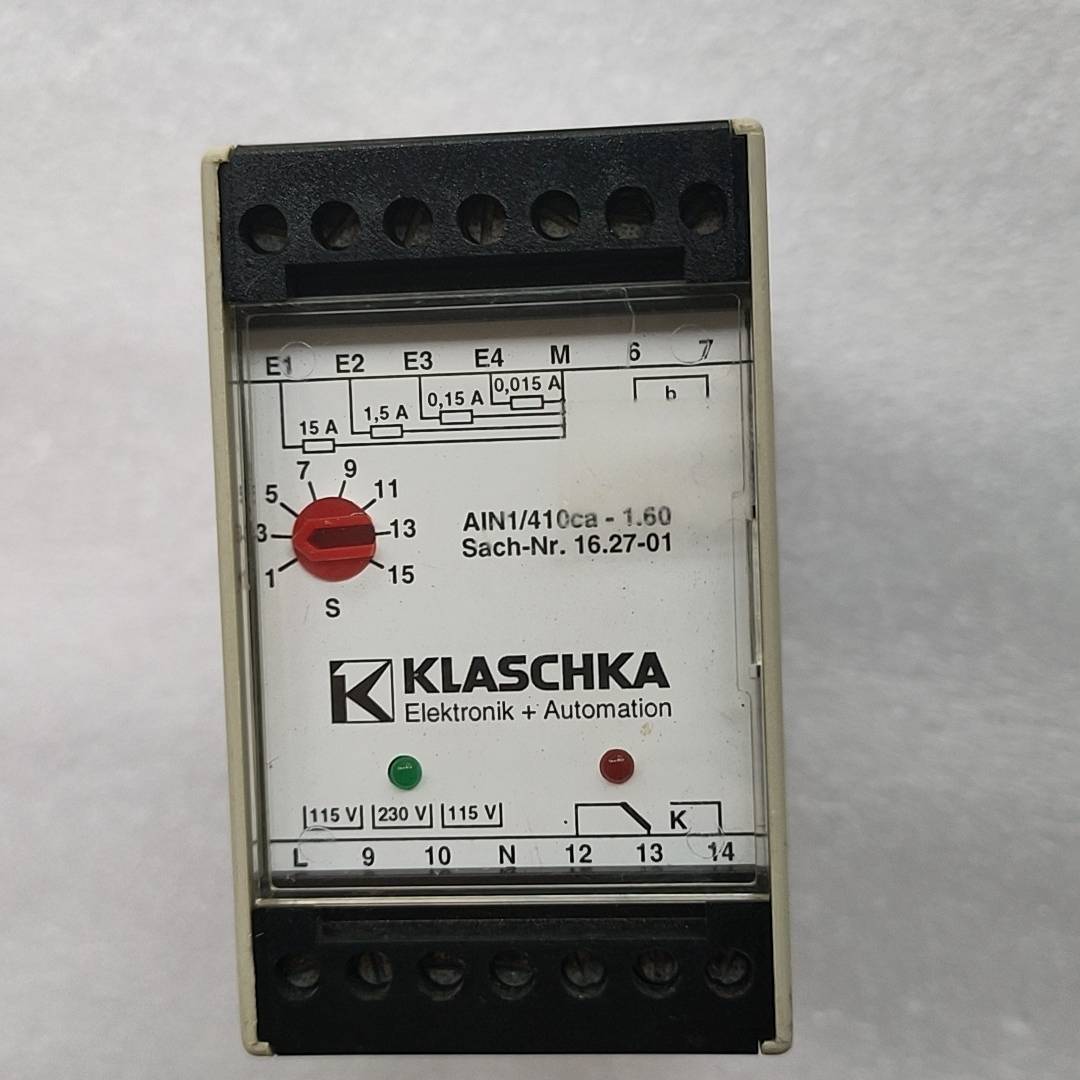 E1 E2 E3 E4 M 6 7
0,015 A
0,15 A
1,5 A
15 A
b
7 9
5 11
3 13
1 15
S
AIN1/410ca - 1.60
Sach-Nr. 16.27-01
K KLASCHKA
Elektronik + Automation
115 V 230 V 115 V K
L 9 10 N 12 13 14